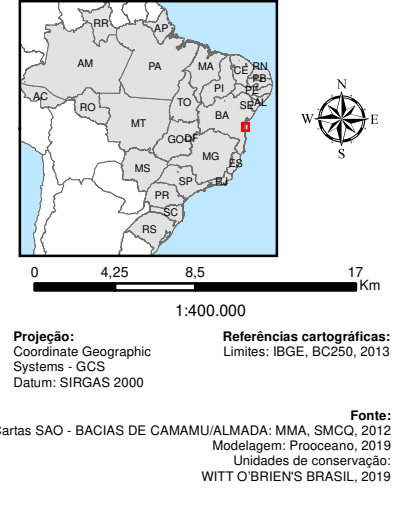 RR
AP
AM
PA
MA
CE
RN
PB
PE
AL
SE
PI
AC
RO
TO
BA
MT
GO
DF
MG
ES
MS
SP
RJ
PR
SC
RS
N
W
E
S
0 4,25 8,5 17
Km
1:400.000
Projeção:
Coordinate Geographic
Systems - GCS
Datum: SIRGAS 2000
Referências cartográficas:
Limites: IBGE, BC250, 2013
Fonte:
Cartas SAO - BACIAS DE CAMAMU/ALMADA: MMA, SMCQ, 2012
Modelagem: Prooceano, 2019
Unidades de conservação:
WITT O'BRIEN'S BRASIL, 2019